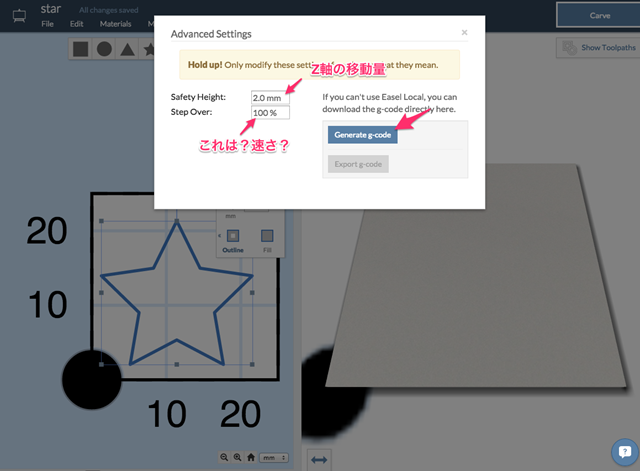 star
All changes saved
File Edit Materials
Carve
Show Toolpaths
Advanced Settings
×
Hold up! Only modify these setti at they mean.
Z軸の移動量
Safety Height: 2.0 mm
Step Over: 100 %
これは？速さ？
If you can't use Easel Local, you can
download the g-code directly here.
Generate g-code
Export g-code
mm
Outline Fill
20
10
10 20
mm
?